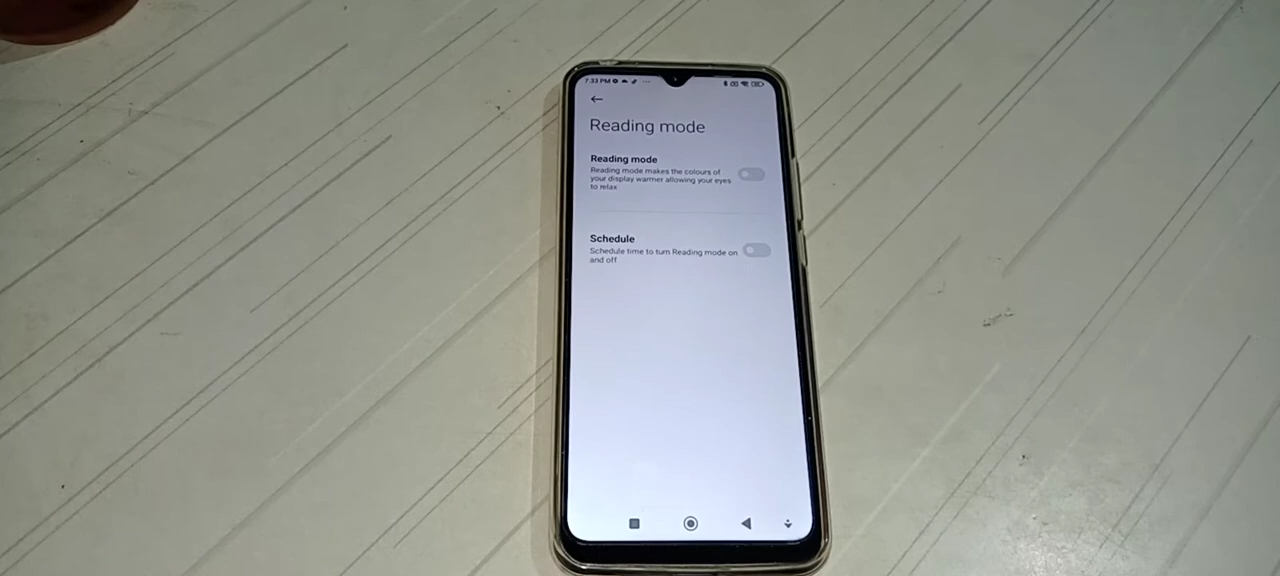 7:33 PM
Reading mode
Reading mode
Reading mode makes the colours of
your display warmer allowing your eyes
to relax
Schedule
Schedule time to turn Reading mode on
and off